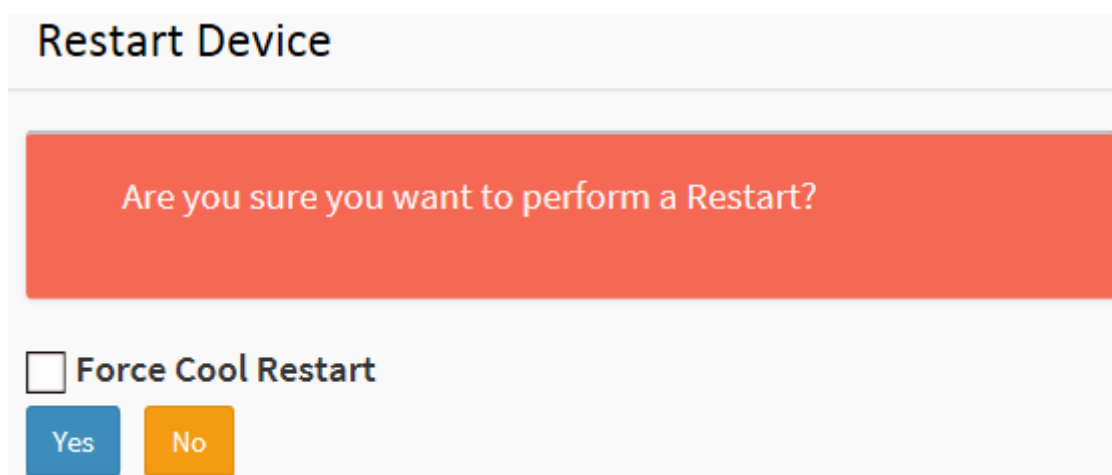 Restart Device
Are you sure you want to perform a Restart?
Force Cool Restart
Yes No